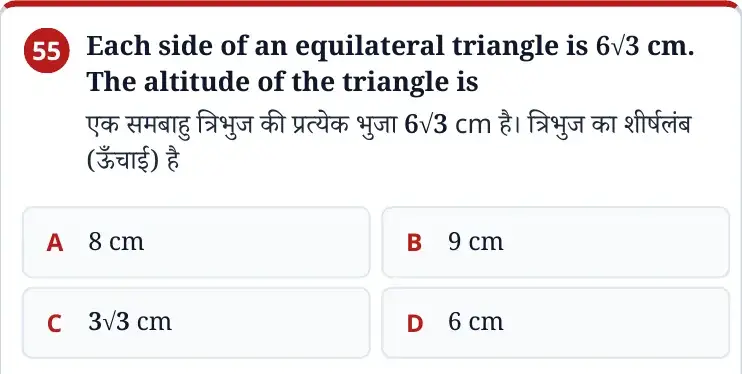 55 Each side of an equilateral triangle is 6√3 cm.
The altitude of the triangle is
एक समबाहु त्रिभुज की प्रत्येक भुजा 6√3 cm है। त्रिभुज का शीर्षलंब
(ऊँचाई) है
A 8 cm
B 9 cm
C 3√3 cm
D 6 cm